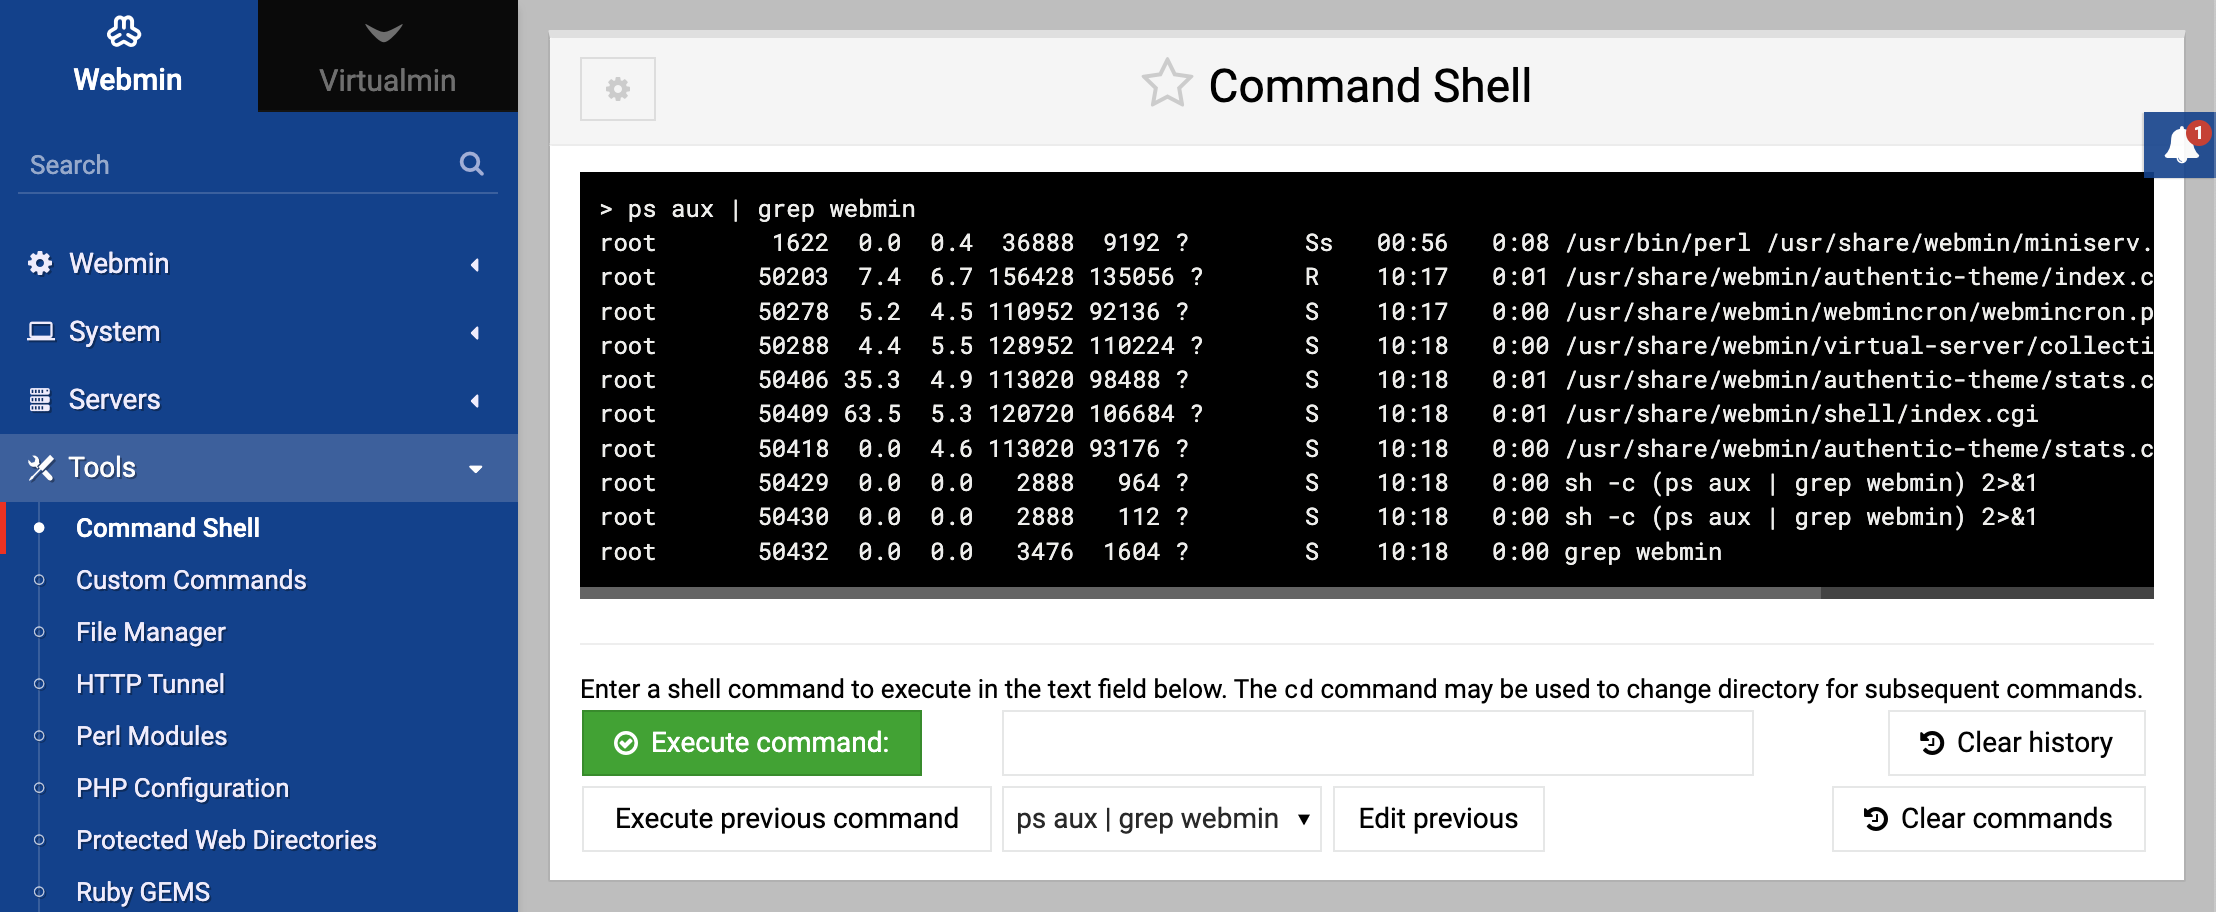 Webmin
Virtualmin
Search
Webmin
System
Servers
Tools
Command Shell
Custom Commands
File Manager
HTTP Tunnel
Perl Modules
PHP Configuration
Protected Web Directories
Ruby GEMS
Command Shell
1
> ps aux | grep webmin
root        1622  0.0  0.4  36888  9192 ?        Ss   00:56   0:08 /usr/bin/perl /usr/share/webmin/miniserv.
root       50203  7.4  6.7 156428 135056 ?       R    10:17   0:01 /usr/share/webmin/authentic-theme/index.c
root       50278  5.2  4.5 110952 92136 ?        S    10:17   0:00 /usr/share/webmin/webmincron/webmincron.p
root       50288  4.4  5.5 128952 110224 ?       S    10:18   0:00 /usr/share/webmin/virtual-server/collecti
root       50406 35.3  4.9 113020 98488 ?        S    10:18   0:01 /usr/share/webmin/authentic-theme/stats.c
root       50409 63.5  5.3 120720 106684 ?       S    10:18   0:01 /usr/share/webmin/shell/index.cgi
root       50418  0.0  4.6 113020 93176 ?        S    10:18   0:00 /usr/share/webmin/authentic-theme/stats.c
root       50429  0.0  0.0   2888   964 ?        S    10:18   0:00 sh -c (ps aux | grep webmin) 2>&1
root       50430  0.0  0.0   2888   112 ?        S    10:18   0:00 sh -c (ps aux | grep webmin) 2>&1
root       50432  0.0  0.0   3476  1604 ?        S    10:18   0:00 grep webmin
Enter a shell command to execute in the text field below. The cd command may be used to change directory for subsequent commands.
Execute command:
Clear history
Execute previous command
ps aux | grep webmin
Edit previous
Clear commands